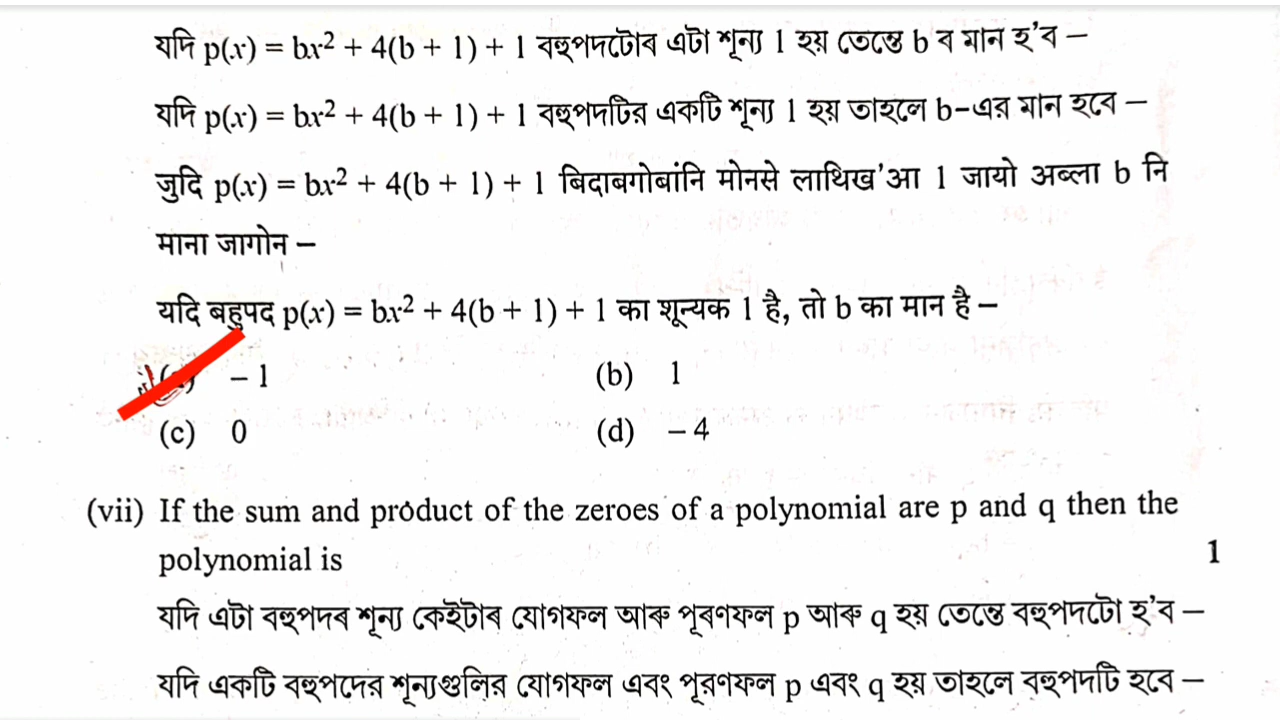 যদি p(x) = bx² + 4(b + 1) + 1 বহুপদটোৰ এটা শূন্য 1 হয় তেন্তে b ৰ মান হ’ব –
যদি p(x) = bx² + 4(b + 1) + 1 বহুপদটির একটি শূন্য 1 হয় তাহলে b-এর মান হবে –
जुदि p(x) = bx² + 4(b + 1) + 1 बिदाबगोबांनि मोनसे लाथिख’आ 1 जायो अब्ला b नि
माना जागोन –
यदि बहुपद p(x) = bx² + 4(b + 1) + 1 का शून्यक 1 है, तो b का मान है –
– 1 (b) 1
(c) 0 (d) – 4
(vii) If the sum and product of the zeroes of a polynomial are p and q then the
polynomial is 1
যদি এটা বহুপদৰ শূন্য কেইটাৰ যোগফল আৰু পূৰণফল p আৰু q হয় তেন্তে বহুপদটো হ’ব –
যদি একটি বহুপদের শূন্যগুলির যোগফল এবং পূরণফল p এবং q হয় তাহলে বহুপদটি হবে –